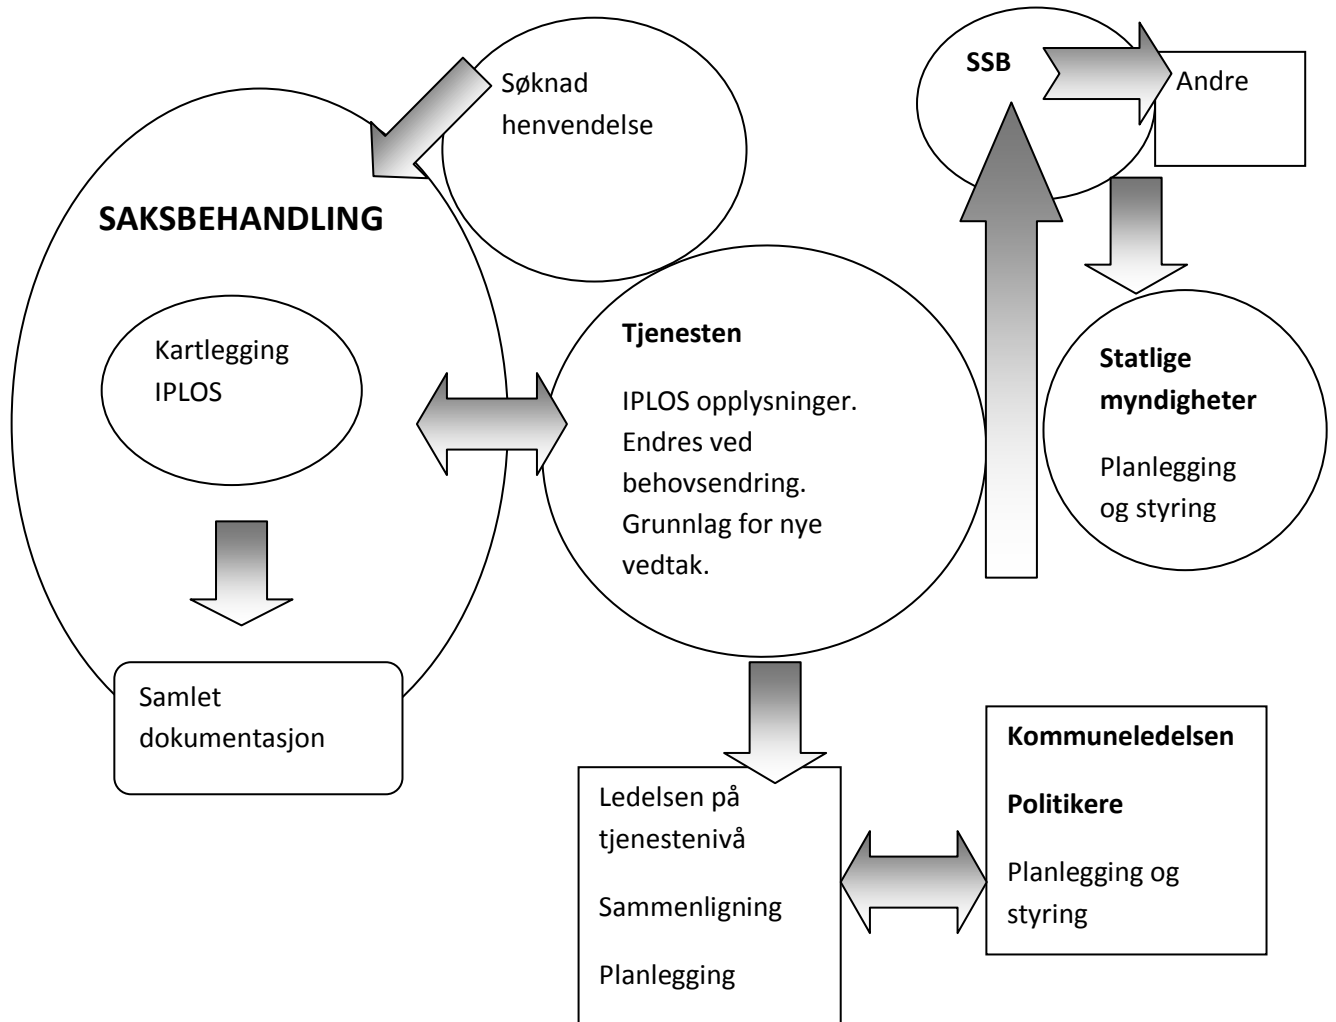 Søknad
henvendelse
SAKSBEHANDLING
Kartlegging
IPLOS
Samlet
dokumentasjon
Tjenesten
IPLOS opplysninger.
Endres ved
behovsendring.
Grunnlag for nye
vedtak.
SSB
Andre
Statlige
myndigheter
Planlegging
og styring
Ledelsen på
tjenestenivå
Sammenligning
Planlegging
Kommuneledelsen
Politikere
Planlegging og
styring